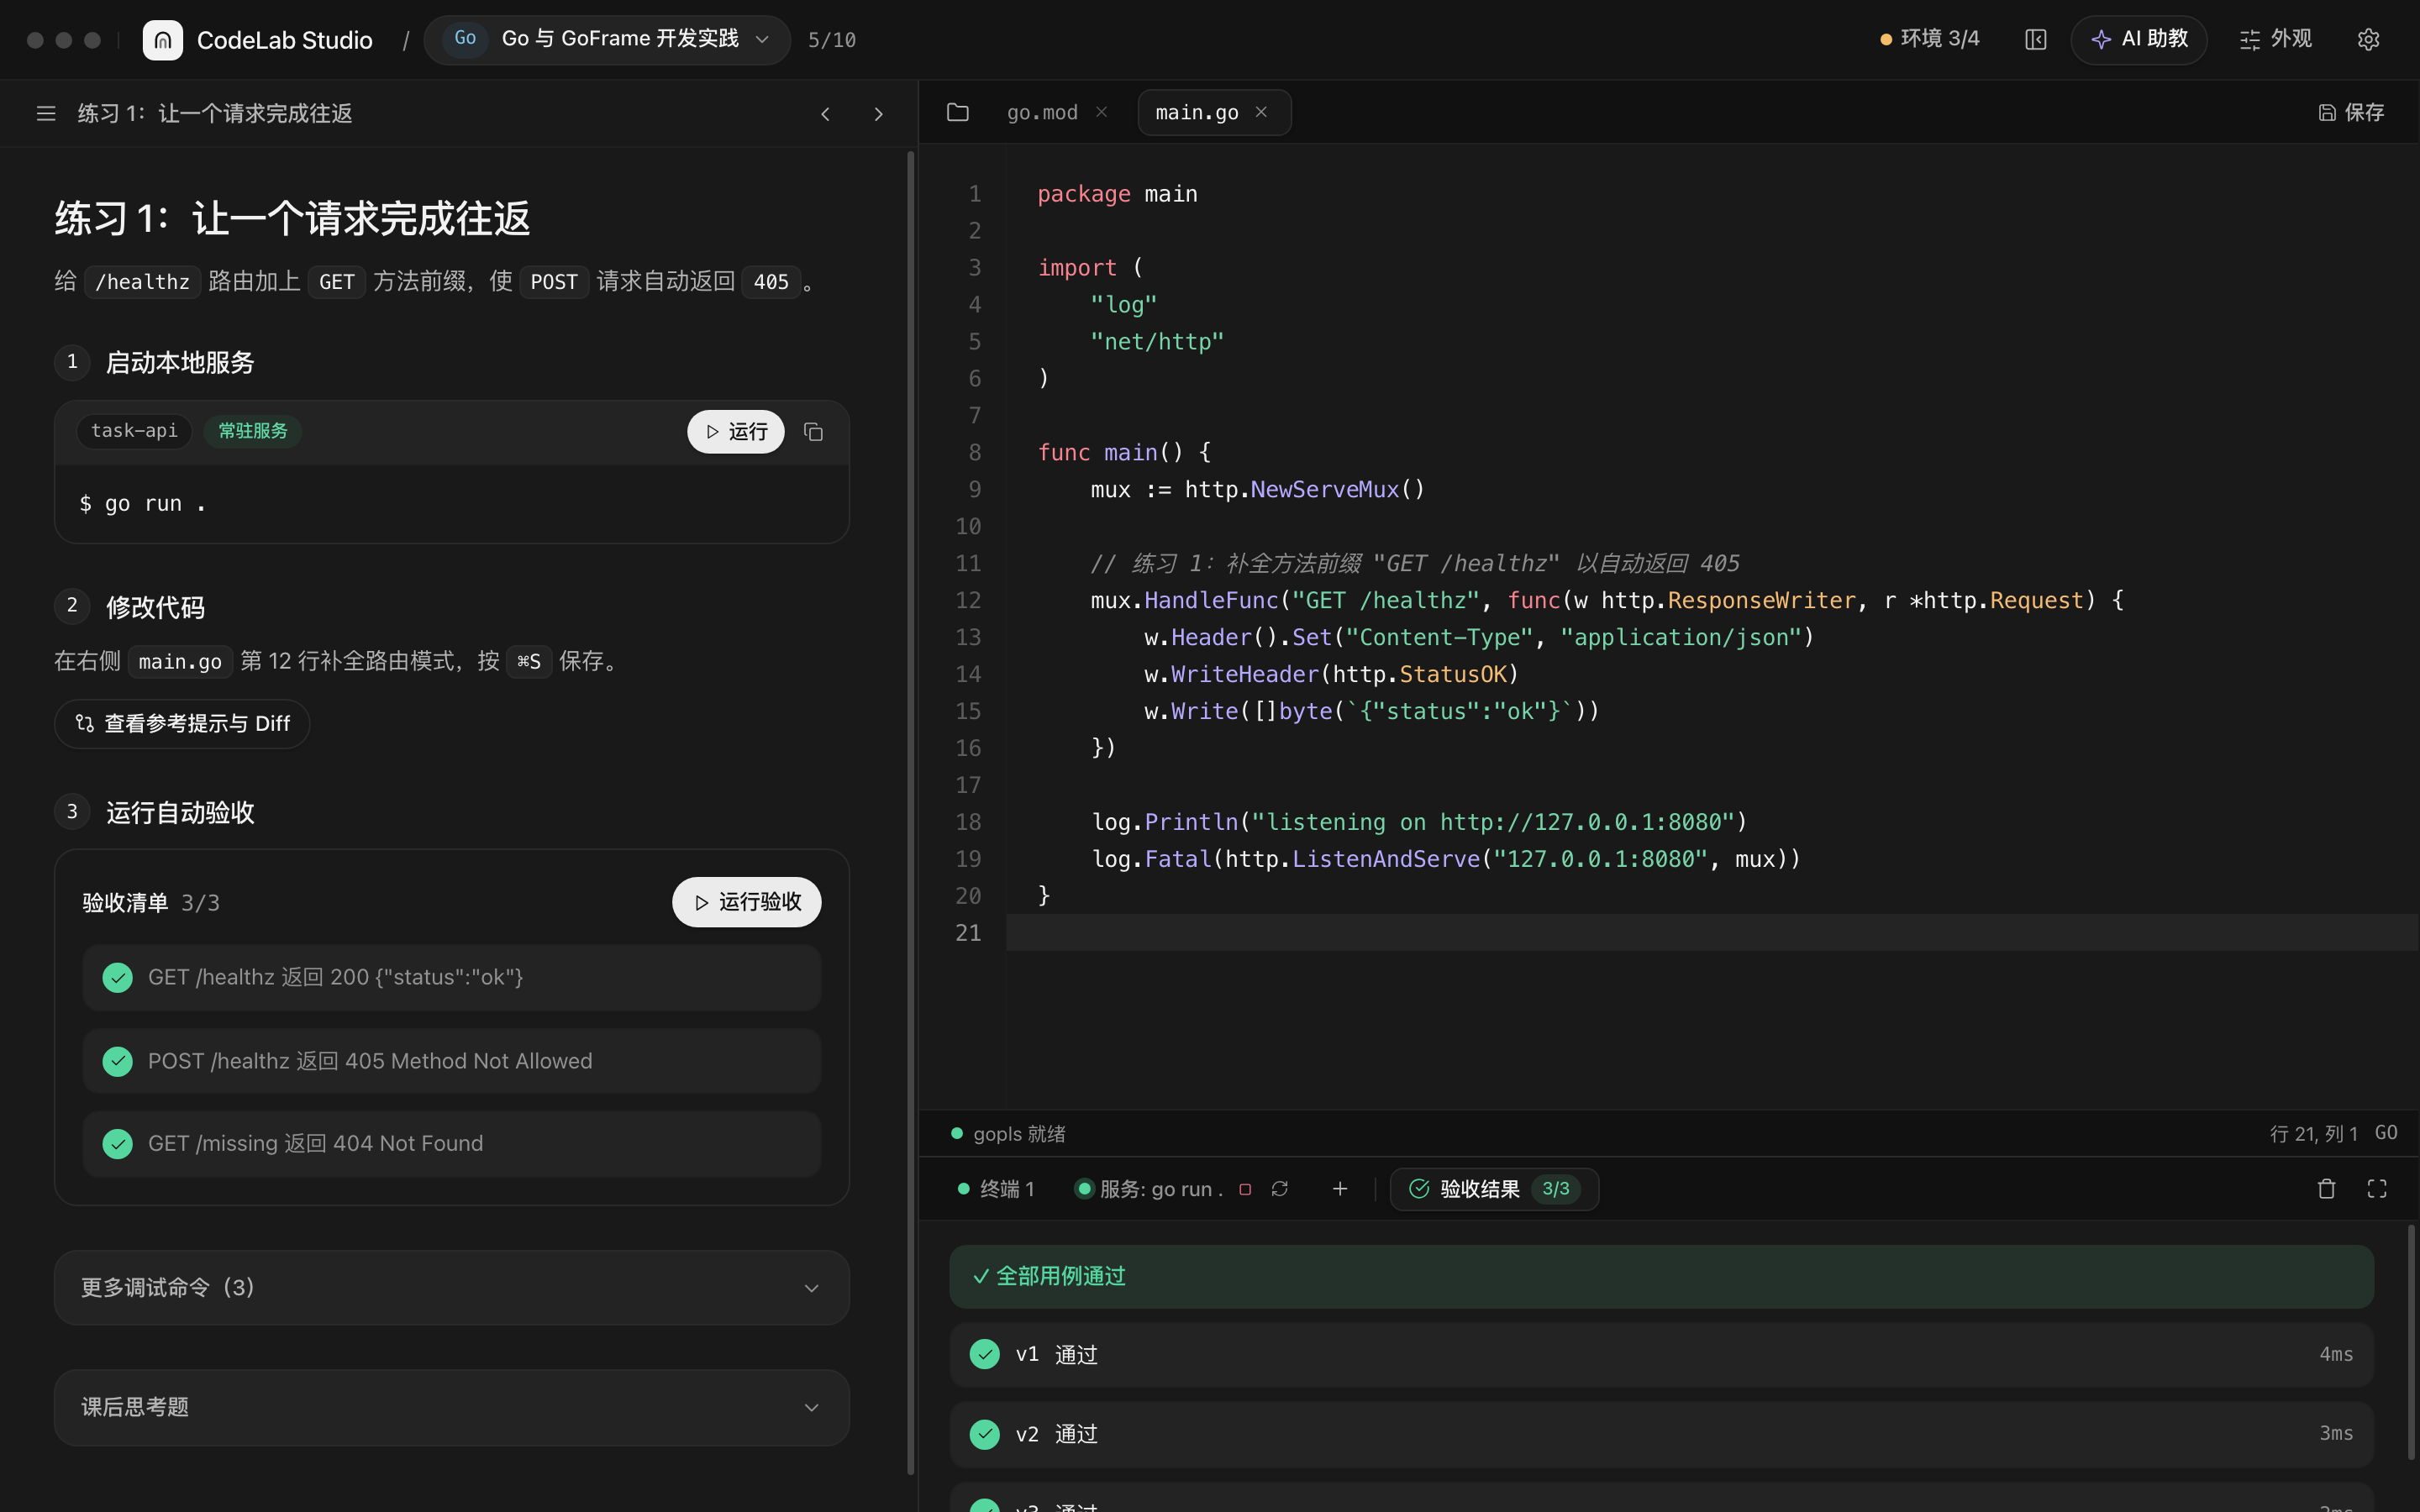 CodeLab Studio / Go Go 与 GoFrame 开发实践 5/10
环境 3/4 AI 助教 外观
练习 1：让一个请求完成往返
练习 1：让一个请求完成往返
给 /healthz 路由加上 GET 方法前缀，使 POST 请求自动返回 405。
1 启动本地服务
task-api 常驻服务 运行
$ go run .
2 修改代码
在右侧 main.go 第 12 行补全路由模式，按 ⌘S 保存。
查看参考提示与 Diff
3 运行自动验收
验收清单 3/3 运行验收
GET /healthz 返回 200 {"status":"ok"}
POST /healthz 返回 405 Method Not Allowed
GET /missing 返回 404 Not Found
更多调试命令（3）
课后思考题
go.mod main.go 保存
1 package main
2
3 import (
4 "log"
5 "net/http"
6 )
7
8 func main() {
9 mux := http.NewServeMux()
10
11 // 练习 1：补全方法前缀 "GET /healthz" 以自动返回 405
12 mux.HandleFunc("GET /healthz", func(w http.ResponseWriter, r *http.Request) {
13 w.Header().Set("Content-Type", "application/json")
14 w.WriteHeader(http.StatusOK)
15 w.Write([]byte(`{"status":"ok"}`))
16 })
17
18 log.Println("listening on http://127.0.0.1:8080")
19 log.Fatal(http.ListenAndServe("127.0.0.1:8080", mux))
20 }
21
gopls 就绪 行 21, 列 1 GO
终端 1 服务: go run . 验收结果 3/3
✓ 全部用例通过
v1 通过 4ms
v2 通过 3ms
v3 通过